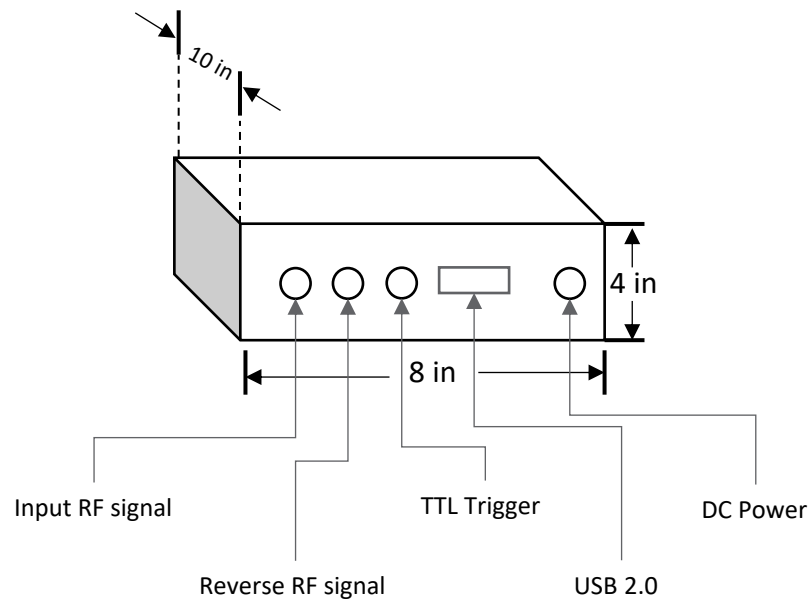 10 in
4 in
8 in
Input RF signal
TTL Trigger
DC Power
Reverse RF signal
USB 2.0